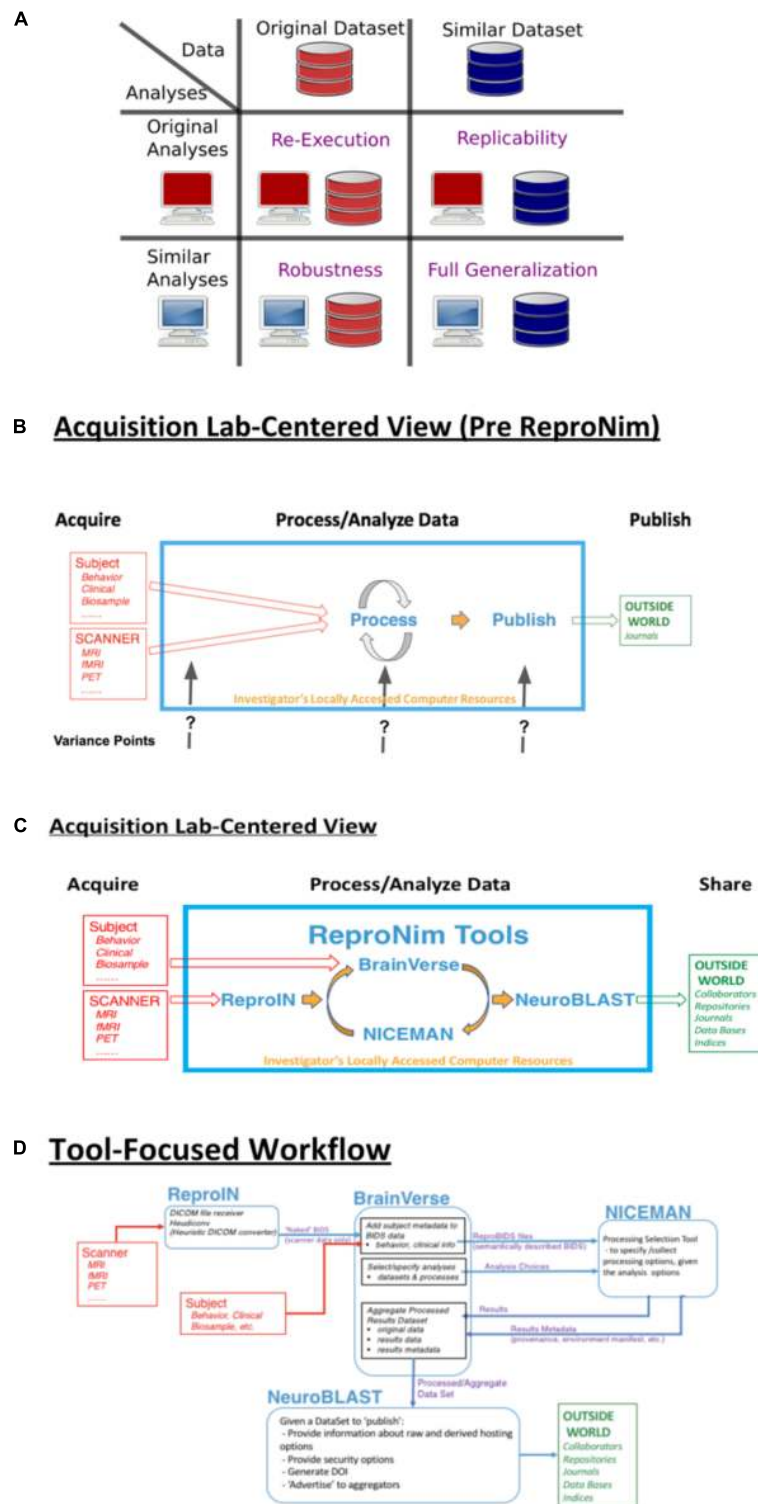 A
Data
Analyses
Original Dataset
Similar Dataset
Original
Analyses
Re-Execution
Replicability
Similar
Analyses
Robustness
Full Generalization
B
Acquisition Lab-Centered View (Pre ReproNim)
Acquire
Process/Analyze Data
Publish
Subject
Behavior
Clinical
Biosample
......
SCANNER
MRI
fMRI
PET
......
Process
Publish
OUTSIDE
WORLD
Journals
Investigator's Locally Accessed Computer Resources
Variance Points
?
?
?
C
Acquisition Lab-Centered View
Acquire
Process/Analyze Data
Share
Subject
Behavior
Clinical
Biosample
......
SCANNER
MRI
fMRI
PET
......
ReproNim Tools
BrainVerse
ReproIN
NeuroBLAST
NICEMAN
Investigator's Locally Accessed Computer Resources
OUTSIDE
WORLD
Collaborators
Repositories
Journals
Data Bases
Indices
D
Tool-Focused Workflow
ReproIN
DICOM file receiver
Heudiconv
(Heuristic DICOM converter)
Scanner
MRI
fMRI
PET
......
Subject
Behavior, Clinical
Biosample, etc.
'Naked' BIDS
(scanner data only)
BrainVerse
Add subject metadata to
BIDS data
• behavior, clinical info
Select/specify analyses
• datasets & processes
Aggregate Processed
Results Dataset
• original data
• results data
• results metadata
ReproBIDS files
(semantically described BIDS)
Analysis Choices
Results
Results Metadata
(provenance, environment manifest, etc.)
NICEMAN
Processing Selection Tool
- to specify /collect
processing options, given
the analysis options
Processed/Aggregate
Data Set
NeuroBLAST
Given a DataSet to 'publish':
- Provide information about raw and derived hosting
options
- Provide security options
- Generate DOI
- 'Advertise' to aggregators
OUTSIDE
WORLD
Collaborators
Repositories
Journals
Data Bases
Indices